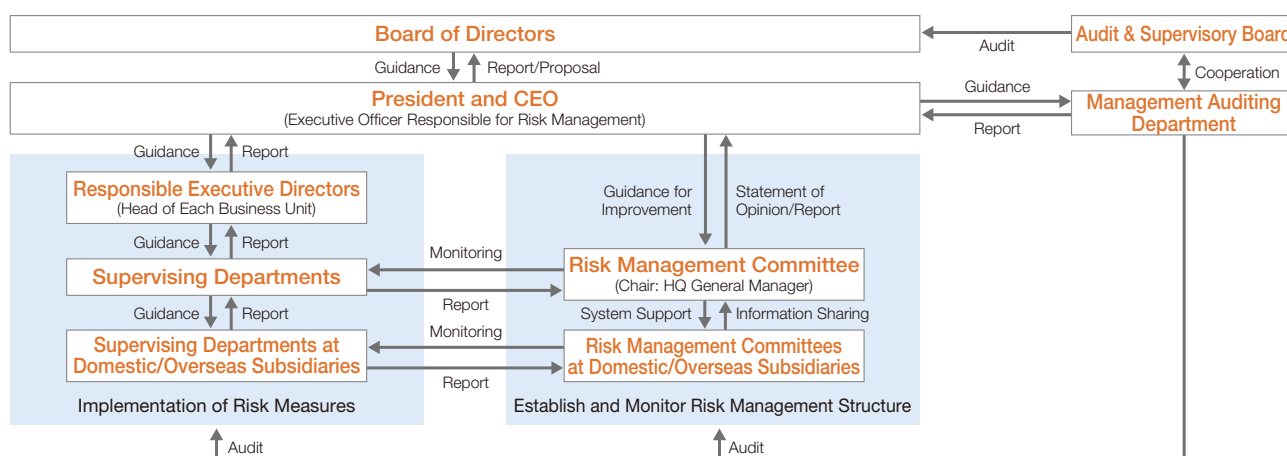 Board of Directors
Audit
Audit & Supervisory Board
Guidance
Report/Proposal
Cooperation
President and CEO
(Executive Officer Responsible for Risk Management)
Guidance
Report
Management Auditing
Department
Guidance
Report
Responsible Executive Directors
(Head of Each Business Unit)
Guidance for
Improvement
Statement of
Opinion/Report
Guidance
Report
Supervising Departments
Monitoring
Report
Risk Management Committee
(Chair: HQ General Manager)
Guidance
Report
System Support
Information Sharing
Supervising Departments at
Domestic/Overseas Subsidiaries
Monitoring
Report
Risk Management Committees
at Domestic/Overseas Subsidiaries
Implementation of Risk Measures
Establish and Monitor Risk Management Structure
Audit
Audit